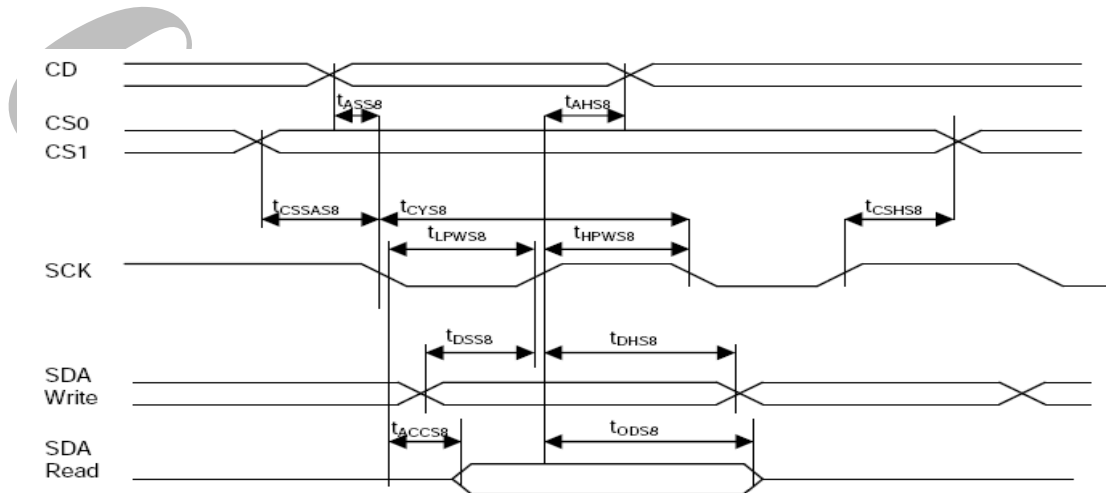 CD
tASS8 tAHS8
CS0
CS1
tCSSAS8 tCYS8 tCSHS8
tLPWS8 tHPWS8
SCK
tDSS8 tDHS8
SDA
Write
tACCS8 tODS8
SDA
Read